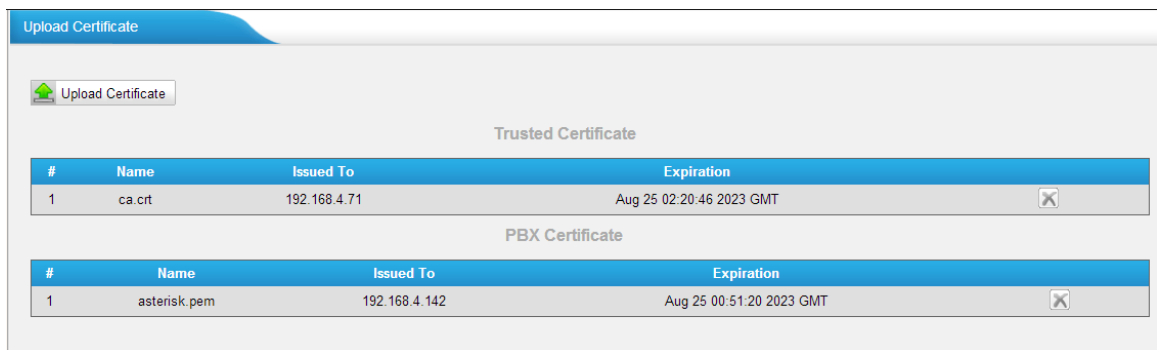 Upload Certificate
Upload Certificate
Trusted Certificate
# Name Issued To Expiration
1 ca.crt 192.168.4.71 Aug 25 02:20:46 2023 GMT
PBX Certificate
# Name Issued To Expiration
1 asterisk.pem 192.168.4.142 Aug 25 00:51:20 2023 GMT